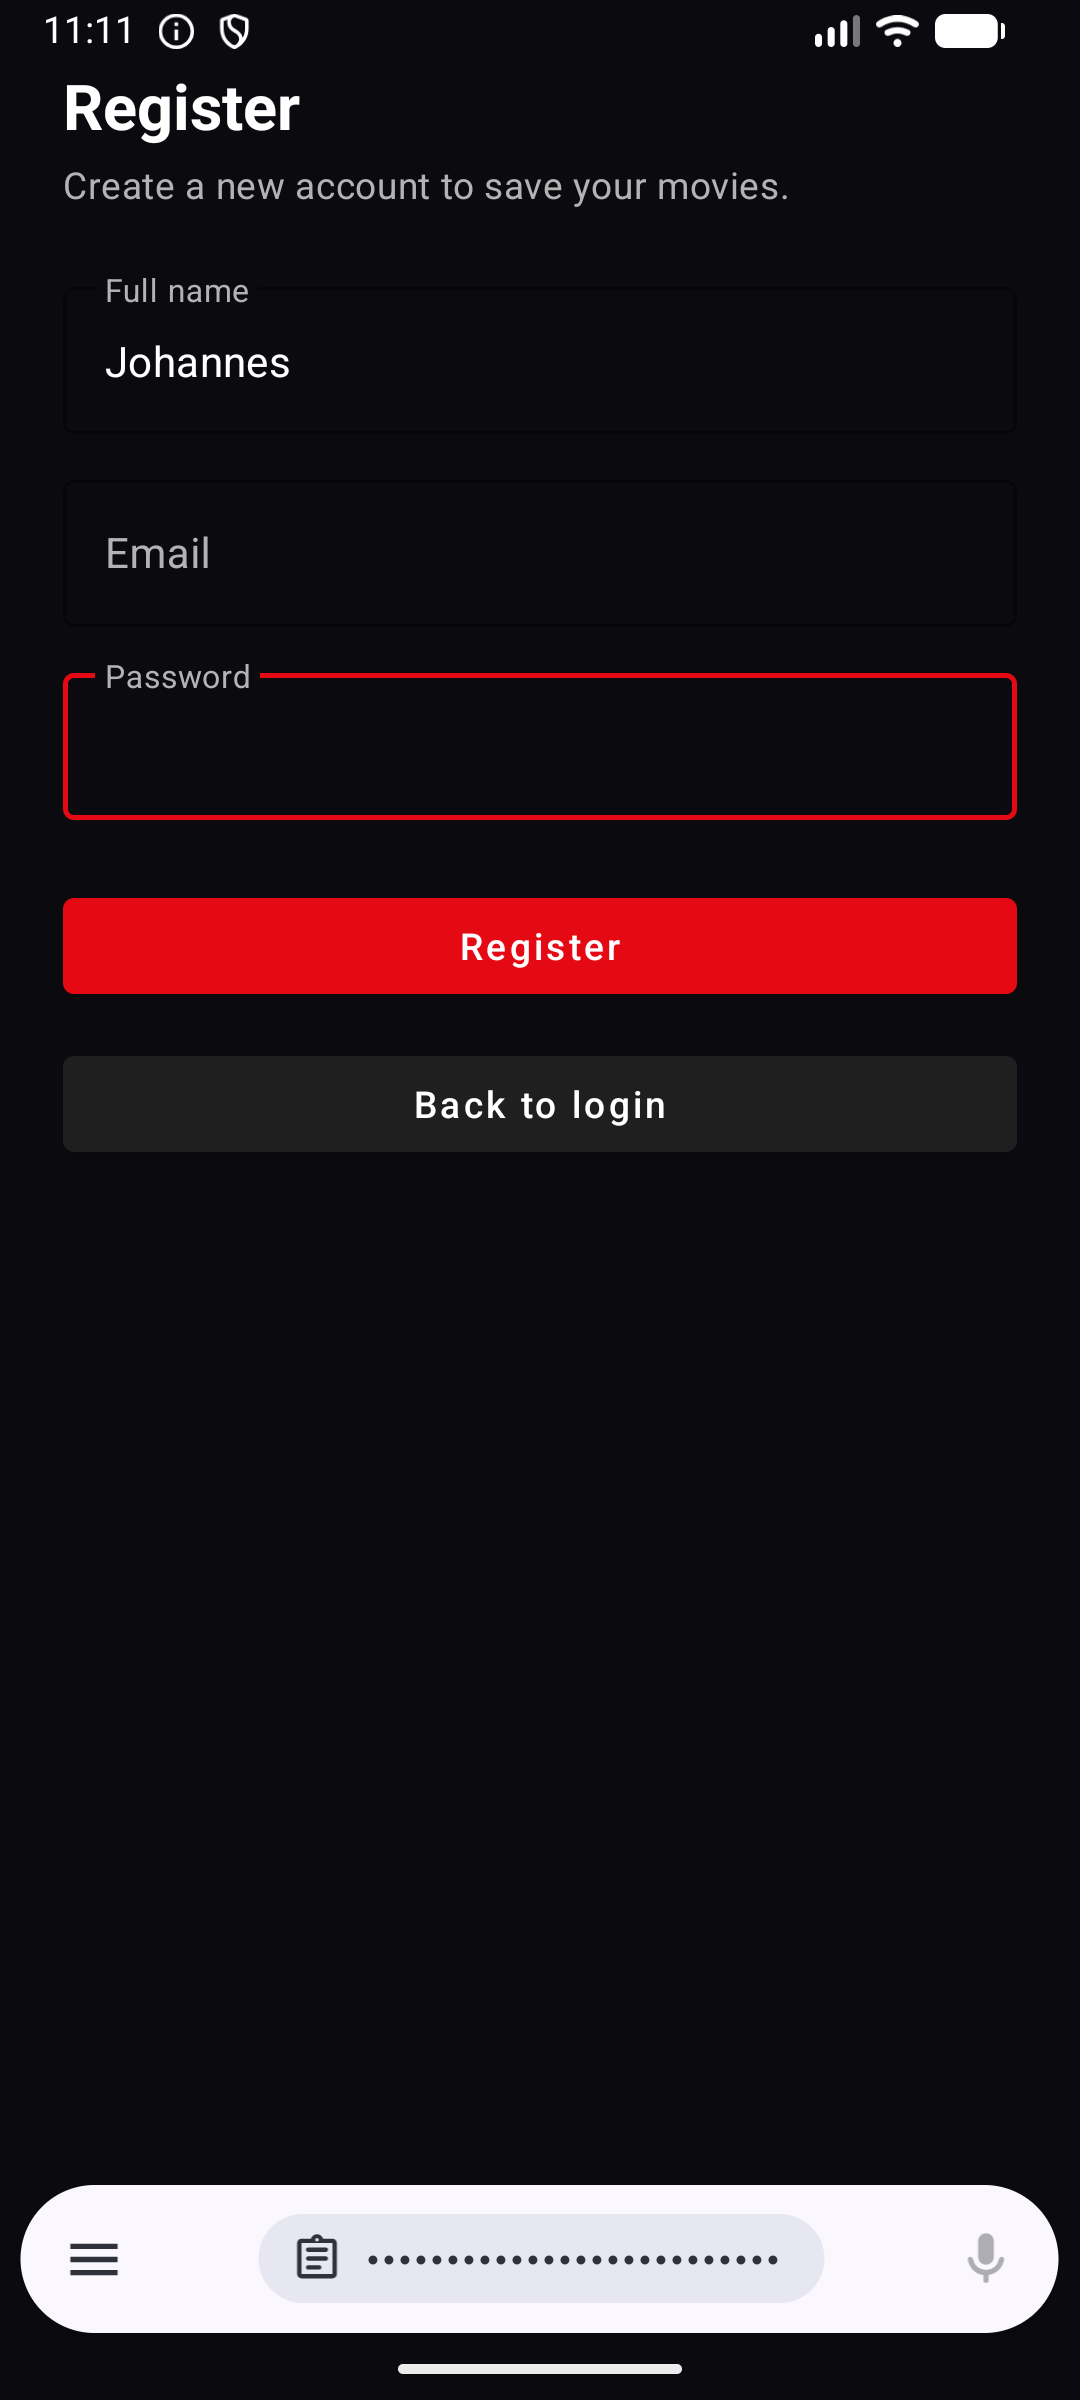 11:11
Register
Create a new account to save your movies.
Full name
Johannes
Email
Password
Register
Back to login